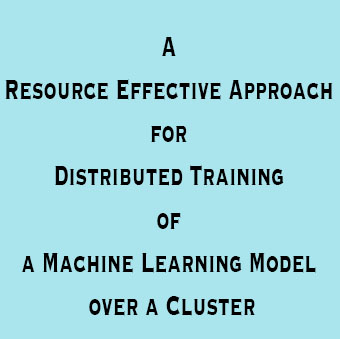 A
Resource Effective Approach
for
Distributed Training
of
a Machine Learning Model
over a Cluster